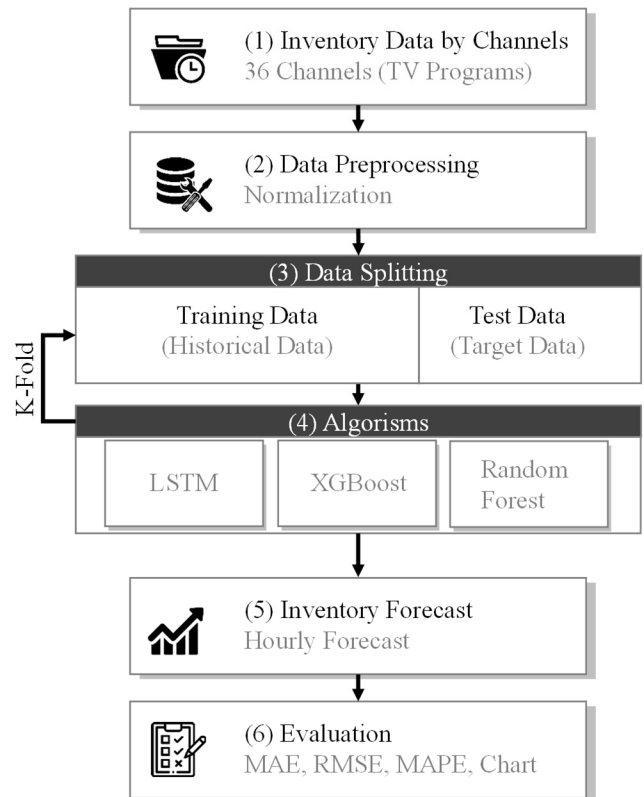 (1) Inventory Data by Channels
36 Channels (TV Programs)
(2) Data Preprocessing
Normalization
(3) Data Splitting
Training Data
(Historical Data)
Test Data
(Target Data)
K-Fold
(4) Algorisms
LSTM
XGBoost
Random
Forest
(5) Inventory Forecast
Hourly Forecast
(6) Evaluation
MAE, RMSE, MAPE, Chart